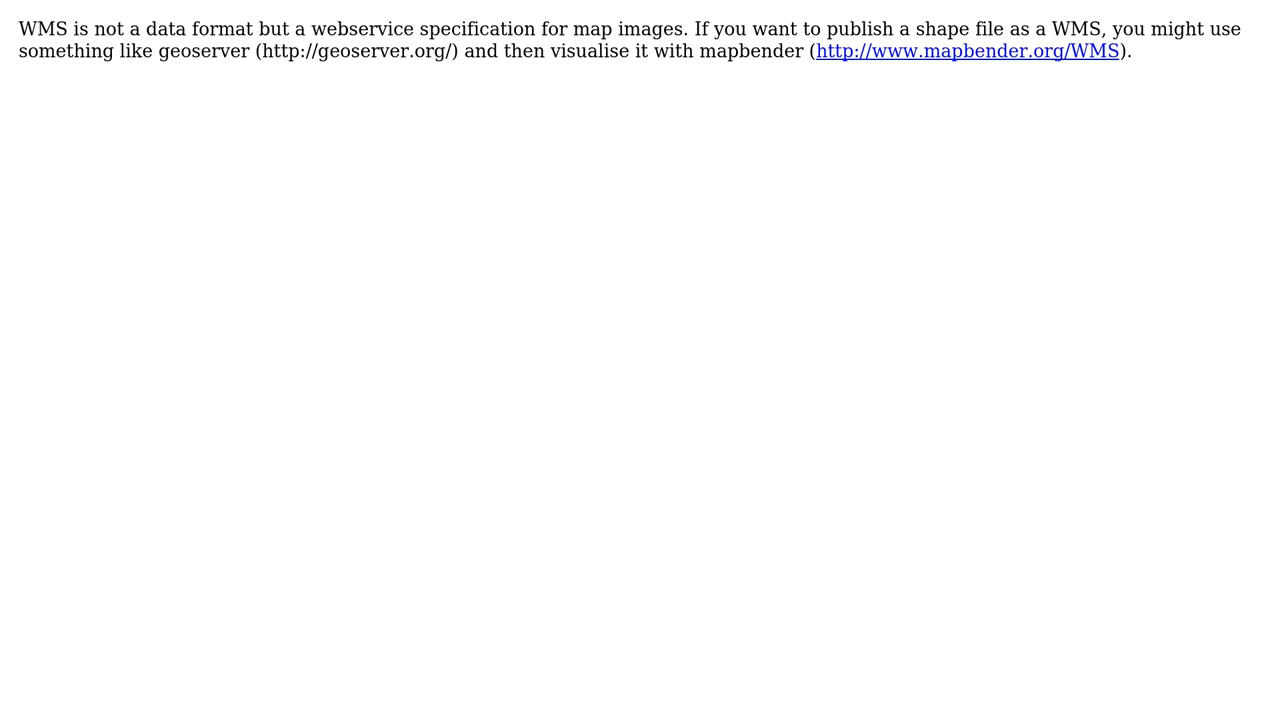 WMS is not a data format but a webservice specification for map images. If you want to publish a shape file as a WMS, you might use
something like geoserver (http://geoserver.org/) and then visualise it with mapbender (http://www.mapbender.org/WMS).